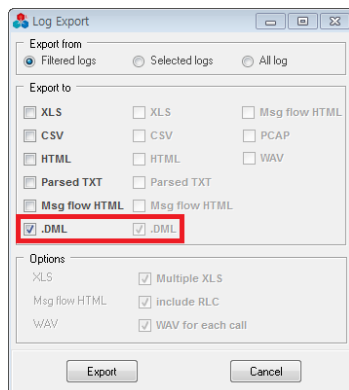 Log Export
Export from
Filtered logs Selected logs All log
Export to
XLS XLS Msg flow HTML
CSV CSV PCAP
HTML HTML WAV
Parsed TXT Parsed TXT
Msg flow HTML Msg flow HTML
.DML .DML
Options
XLS Multiple XLS
Msg flow HTML include RLC
WAV WAV for each call
Export Cancel